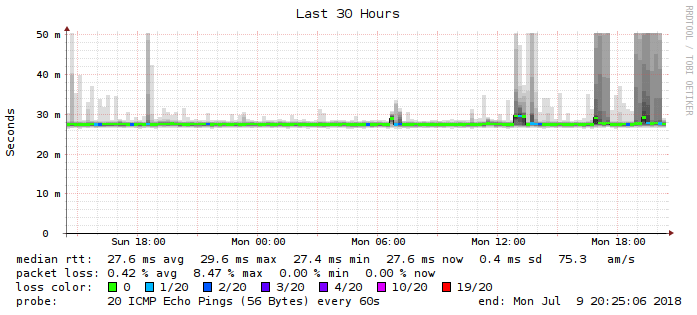 Last 30 Hours
RRDTOOL / TOBI OETIKER
Seconds
50 m
40 m
30 m
20 m
10 m
0
Sun 18:00 Mon 00:00 Mon 06:00 Mon 12:00 Mon 18:00
median rtt: 27.6 ms avg 29.6 ms max 27.4 ms min 27.6 ms now 0.4 ms sd 75.3 am/s
packet loss: 0.42 % avg 8.47 % max 0.00 % min 0.00 % now
loss color: 0 1/20 2/20 3/20 4/20 10/20 19/20
probe: 20 ICMP Echo Pings (56 Bytes) every 60s end: Mon Jul 9 20:25:06 2018